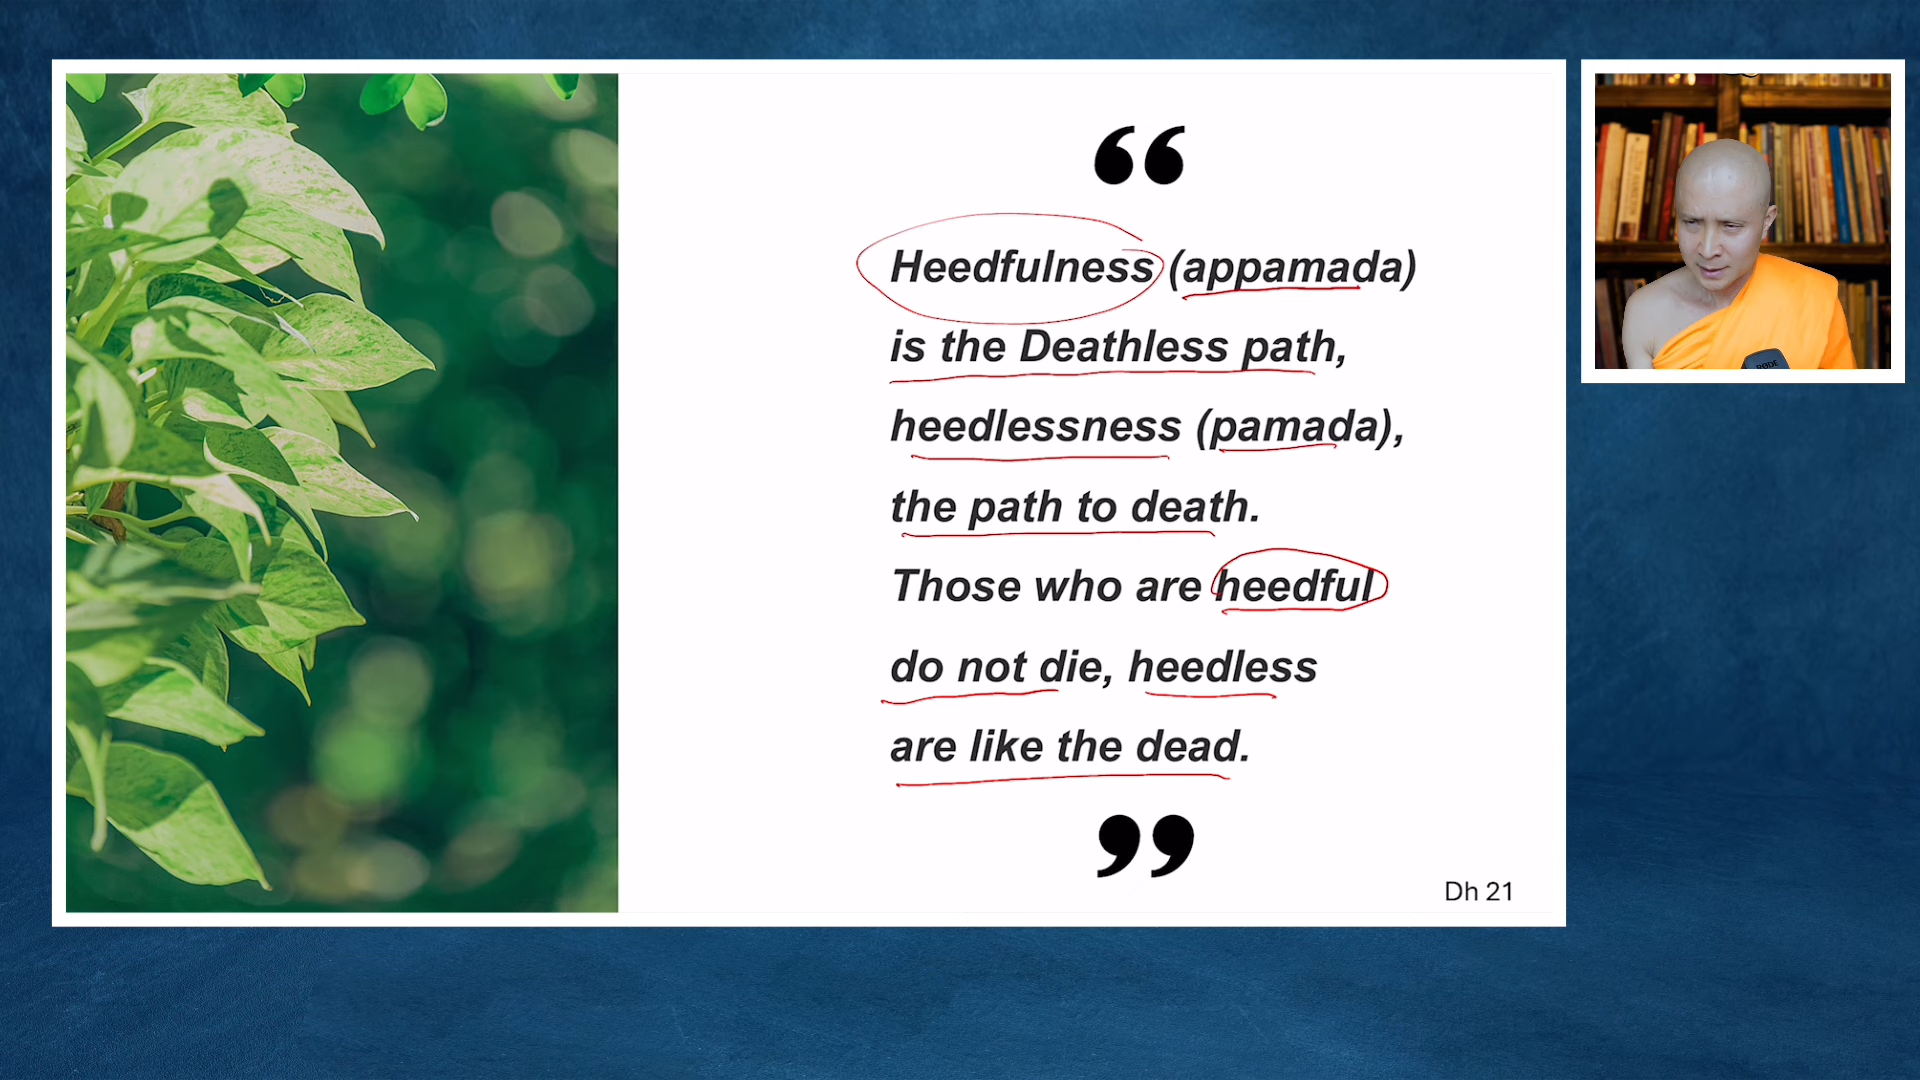 “
Heedfulness (appamada)
is the Deathless path,
heedlessness (pamada),
the path to death.
Those who are heedful
do not die, heedless
are like the dead.
”
Dh 21
RØDE